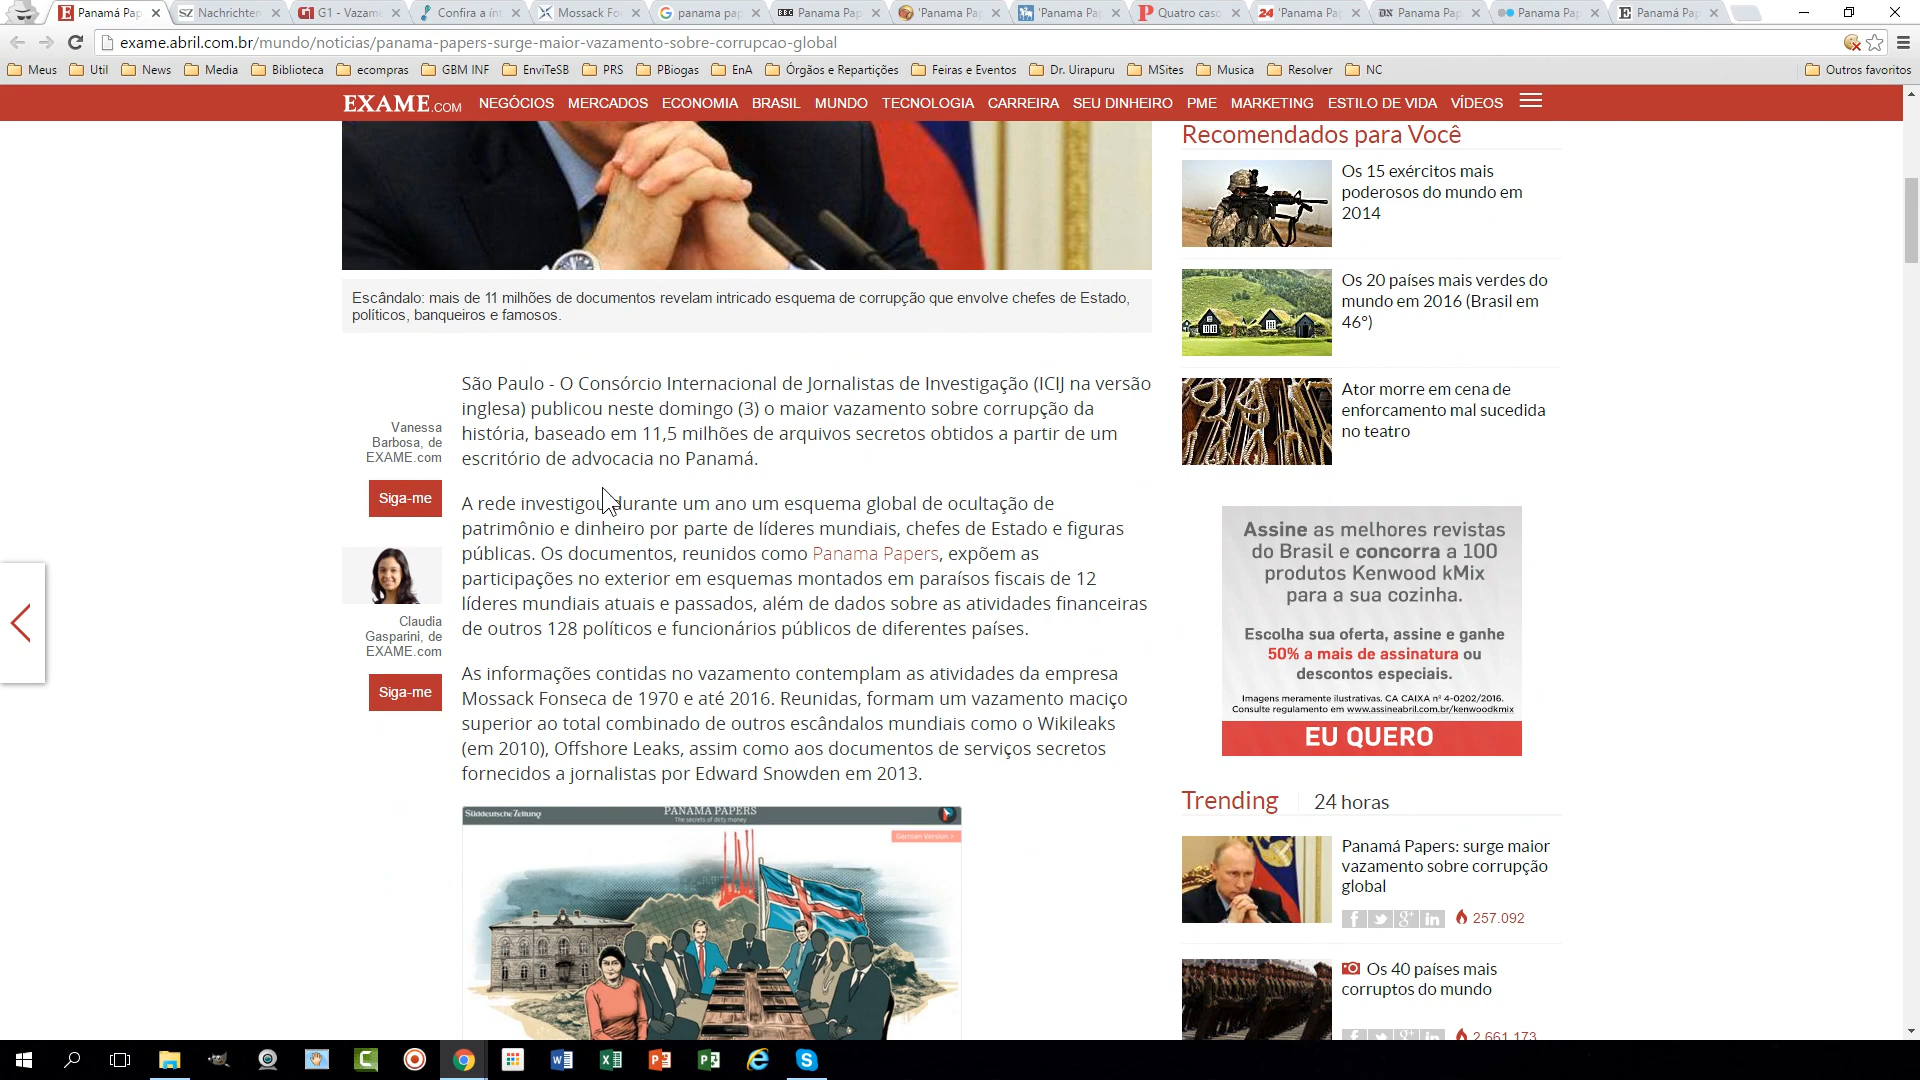 Panamá Pap
Nachrichten
G1 - Vazame
Confira a ínt
Mossack Fo
panama pap
Panama Pap
'Panama Pa
'Panama Pa
Quatro caso
'Panama Pa
Panama Pap
Panama Pap
Panamá Pap
exame.abril.com.br/mundo/noticias/panama-papers-surge-maior-vazamento-sobre-corrupcao-global
Meus Util News Media Biblioteca ecompras GBM INF EnviTeSB PRS PBiogas EnA Órgãos e Repartições Feiras e Eventos Dr. Uirapuru MSites Musica Resolver NC Outros favoritos
EXAME.COM NEGÓCIOS MERCADOS ECONOMIA BRASIL MUNDO TECNOLOGIA CARREIRA SEU DINHEIRO PME MARKETING ESTILO DE VIDA VÍDEOS
Escândalo: mais de 11 milhões de documentos revelam intricado esquema de corrupção que envolve chefes de Estado,
políticos, banqueiros e famosos.
Vanessa
Barbosa, de
EXAME.com
Siga-me
Claudia
Gasparini, de
EXAME.com
Siga-me
São Paulo - O Consórcio Internacional de Jornalistas de Investigação (ICIJ na versão
inglesa) publicou neste domingo (3) o maior vazamento sobre corrupção da
história, baseado em 11,5 milhões de arquivos secretos obtidos a partir de um
escritório de advocacia no Panamá.
A rede investigou durante um ano um esquema global de ocultação de
patrimônio e dinheiro por parte de líderes mundiais, chefes de Estado e figuras
públicas. Os documentos, reunidos como Panama Papers, expõem as
participações no exterior em esquemas montados em paraísos fiscais de 12
líderes mundiais atuais e passados, além de dados sobre as atividades financeiras
de outros 128 políticos e funcionários públicos de diferentes países.
As informações contidas no vazamento contemplam as atividades da empresa
Mossack Fonseca de 1970 e até 2016. Reunidas, formam um vazamento maciço
superior ao total combinado de outros escândalos mundiais como o Wikileaks
(em 2010), Offshore Leaks, assim como aos documentos de serviços secretos
fornecidos a jornalistas por Edward Snowden em 2013.
Süddeutsche Zeitung
PANAMA PAPERS
The secrets of dirty money
German Version >
Recomendados para Você
Os 15 exércitos mais
poderosos do mundo em
2014
Os 20 países mais verdes do
mundo em 2016 (Brasil em
46º)
Ator morre em cena de
enforcamento mal sucedida
no teatro
Assine as melhores revistas
do Brasil e concorra a 100
produtos Kenwood kMix
para a sua cozinha.
Escolha sua oferta, assine e ganhe
50% a mais de assinatura ou
descontos especiais.
Imagens meramente ilustrativas. CA CAIXA nº 4-0202/2016.
Consulte regulamento em www.assineabril.com.br/kenwoodkmix
EU QUERO
Trending 24 horas
Panamá Papers: surge maior
vazamento sobre corrupção
global
257.092
Os 40 países mais
corruptos do mundo
2.661.173